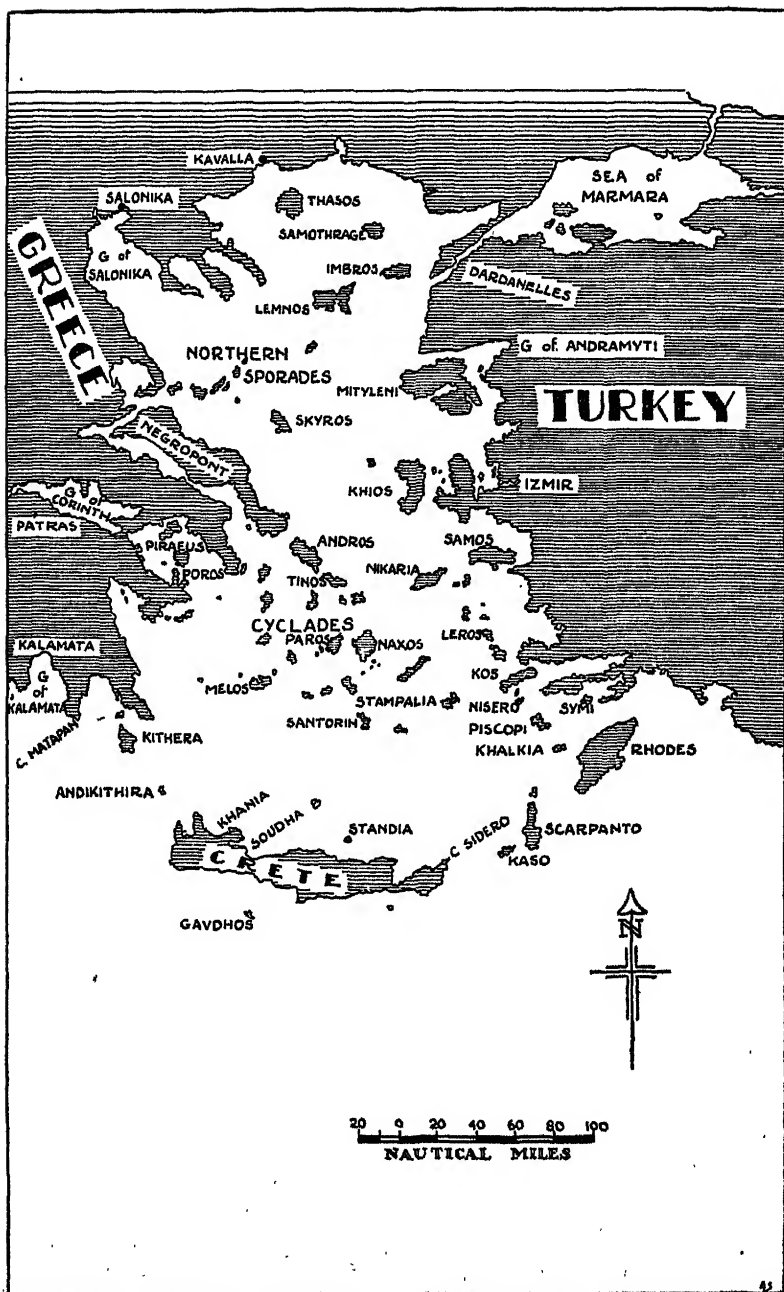 KAVALLA
SEA of
MARMARA
SALONIKA
THASOS
SAMOTHRACE
G of
SALONIKA
IMBROS
DARDANELLES
GREECE
LEMNOS
G of. ANDRAMYTI
NORTHERN
SPORADES
MITYLENI
TURKEY
SKYROS
NEGROPONT
KHIOS
IZMIR
G of
CORINTH
PATRAS
PIRAEUS
ANDROS
SAMOS
POROS
TINOS
NIKARIA
CYCLADES
PAROS
NAXOS
LEROS
KALAMATA
G
of
KALAMATA
MELOS
STAMPALIA
KOS
NISERO
SYMI
C. MATAPAN
KITHERA
SANTORIN
PISCOPI
KHALKIA
RHODES
ANDIKITHIRA
KHANIA
SOUDHA B
STANDIA
C SIDERO
SCARPANTO
CRETE
KASO
GAVDHOS
N
20 0 20 40 60 80 100
NAUTICAL MILES